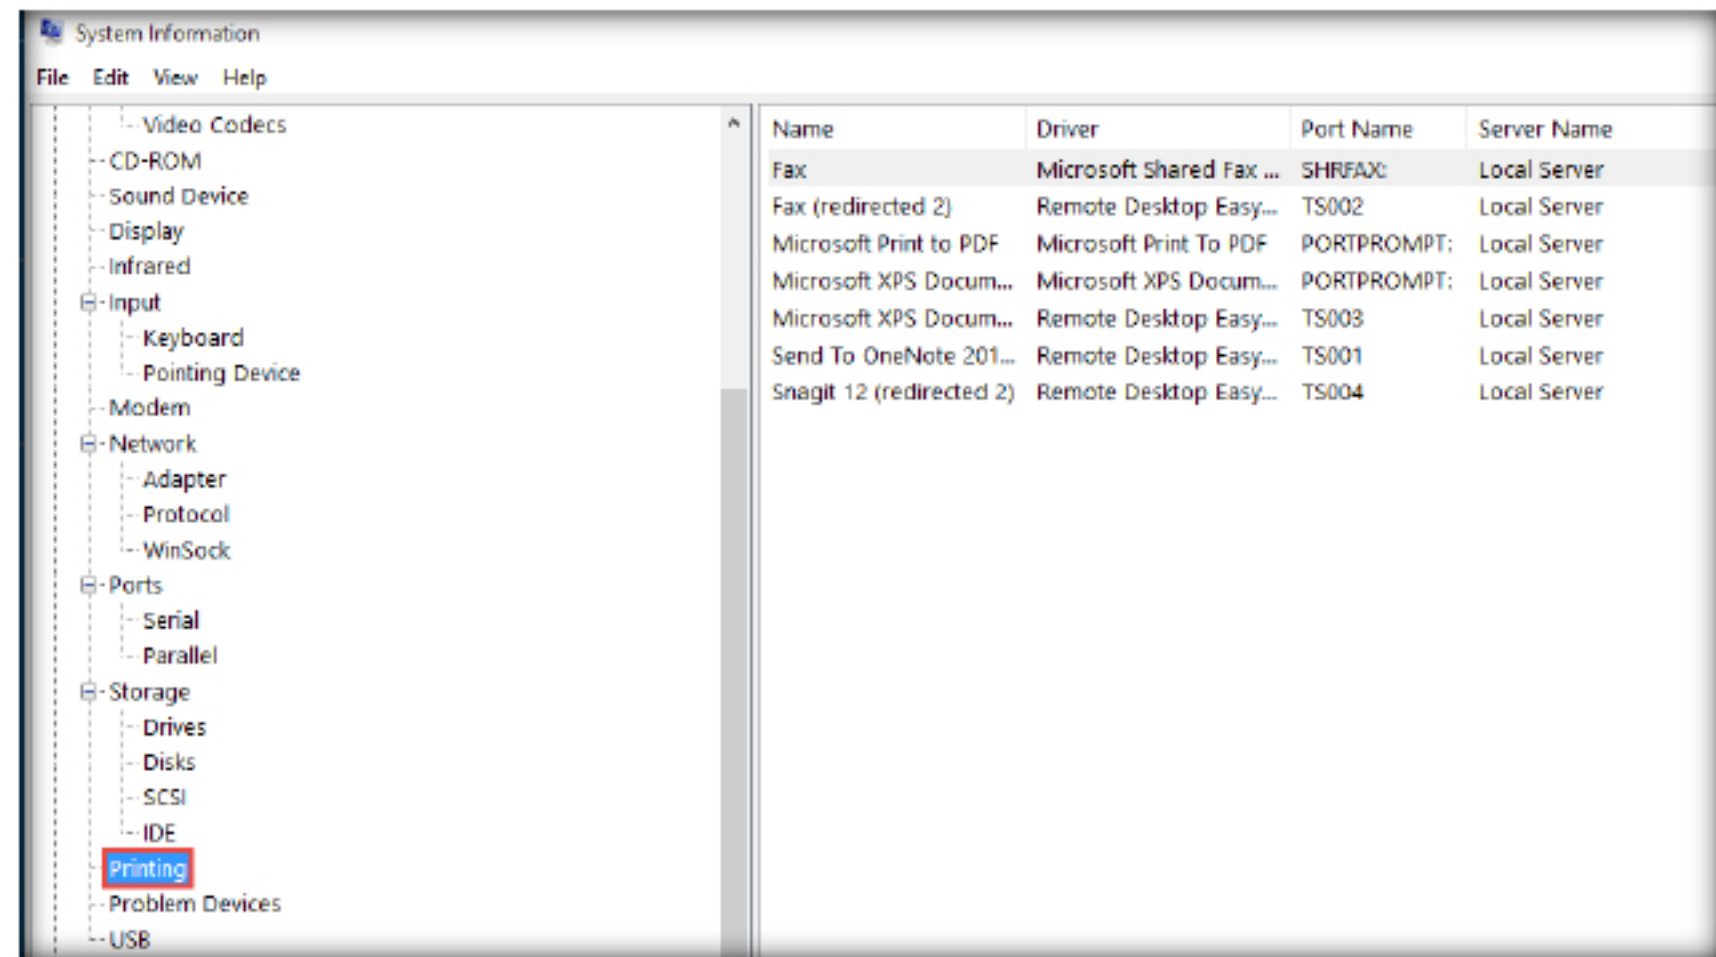 System Information
File Edit View Help
Video Codecs
CD-ROM
Sound Device
Display
Infrared
Input
Keyboard
Pointing Device
Modem
Network
Adapter
Protocol
WinSock
Ports
Serial
Parallel
Storage
Drives
Disks
SCSI
IDE
Printing
Problem Devices
USB
Name Driver Port Name Server Name
Fax Microsoft Shared Fax ... SHRFAX: Local Server
Fax (redirected 2) Remote Desktop Easy... TS002 Local Server
Microsoft Print to PDF Microsoft Print To PDF PORTPROMPT: Local Server
Microsoft XPS Docum... Microsoft XPS Docum... PORTPROMPT: Local Server
Microsoft XPS Docum... Remote Desktop Easy... TS003 Local Server
Send To OneNote 201... Remote Desktop Easy... TS001 Local Server
Snagit 12 (redirected 2) Remote Desktop Easy... TS004 Local Server